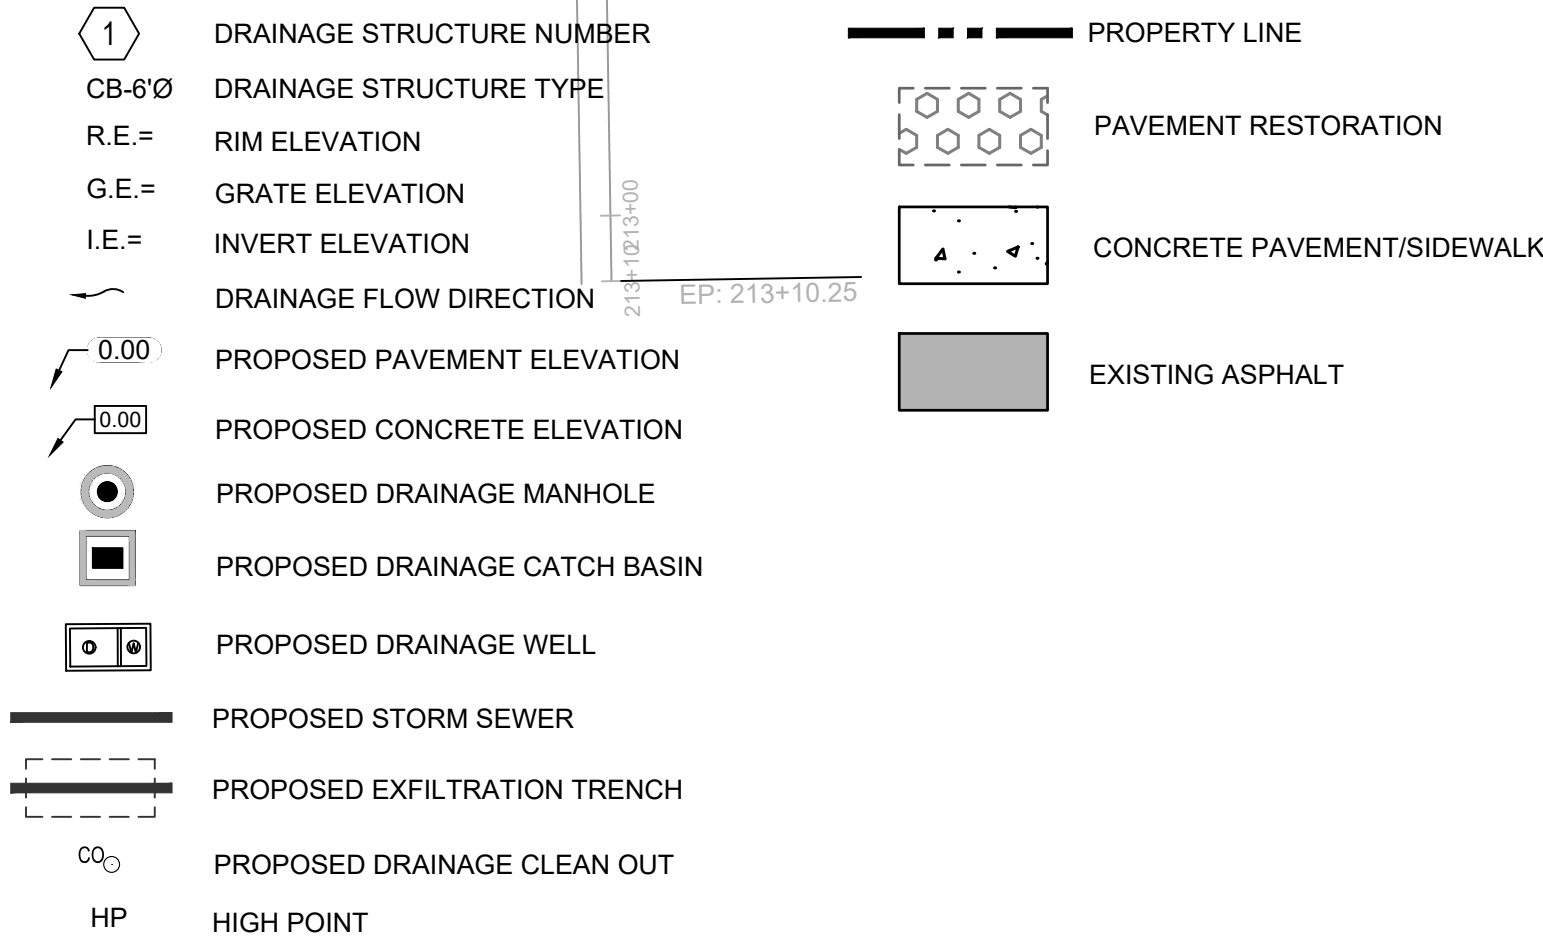 1 DRAINAGE STRUCTURE NUMBER
CB-6'Ø DRAINAGE STRUCTURE TYPE
R.E.= RIM ELEVATION
G.E.= GRATE ELEVATION
I.E.= INVERT ELEVATION
DRAINAGE FLOW DIRECTION
0.00 PROPOSED PAVEMENT ELEVATION
0.00 PROPOSED CONCRETE ELEVATION
PROPOSED DRAINAGE MANHOLE
PROPOSED DRAINAGE CATCH BASIN
D W PROPOSED DRAINAGE WELL
PROPOSED STORM SEWER
PROPOSED EXFILTRATION TRENCH
CO PROPOSED DRAINAGE CLEAN OUT
HP HIGH POINT
213+00
213+10
EP: 213+10.25
PROPERTY LINE
PAVEMENT RESTORATION
CONCRETE PAVEMENT/SIDEWALK
EXISTING ASPHALT